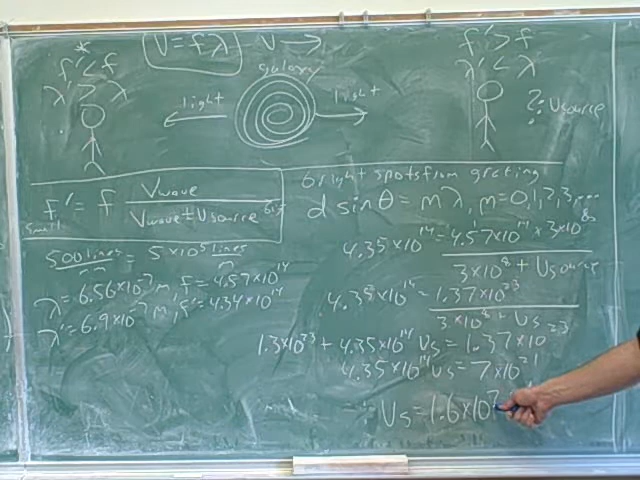 *
f' < f
λ' > λ
V = fλ
V →
galaxy
light
light
f' > f
λ' < λ
? : Usource
f' = f Vwave / Vwave ± Usource
small
big
500 lines/mm = 5 × 10⁵ lines/m
λ = 6.56 × 10⁻⁷ m, f = 4.57 × 10¹⁴
λ' = 6.9 × 10⁻⁷ m, f' = 4.34 × 10¹⁴
bright spots from grating
d sin θ = mλ, m = 0, 1, 2, 3, ...
4.35 × 10¹⁴ = 4.57 × 10¹⁴ × 3 × 10⁸ / 3 × 10⁸ + Usource
4.35 × 10¹⁴ = 1.37 × 10²³ / 3 × 10⁸ + Us
1.3 × 10²³ + 4.35 × 10¹⁴ Us = 1.37 × 10²³
4.35 × 10¹⁴ Us = 7 × 10²¹
Us = 1.6 × 10⁷